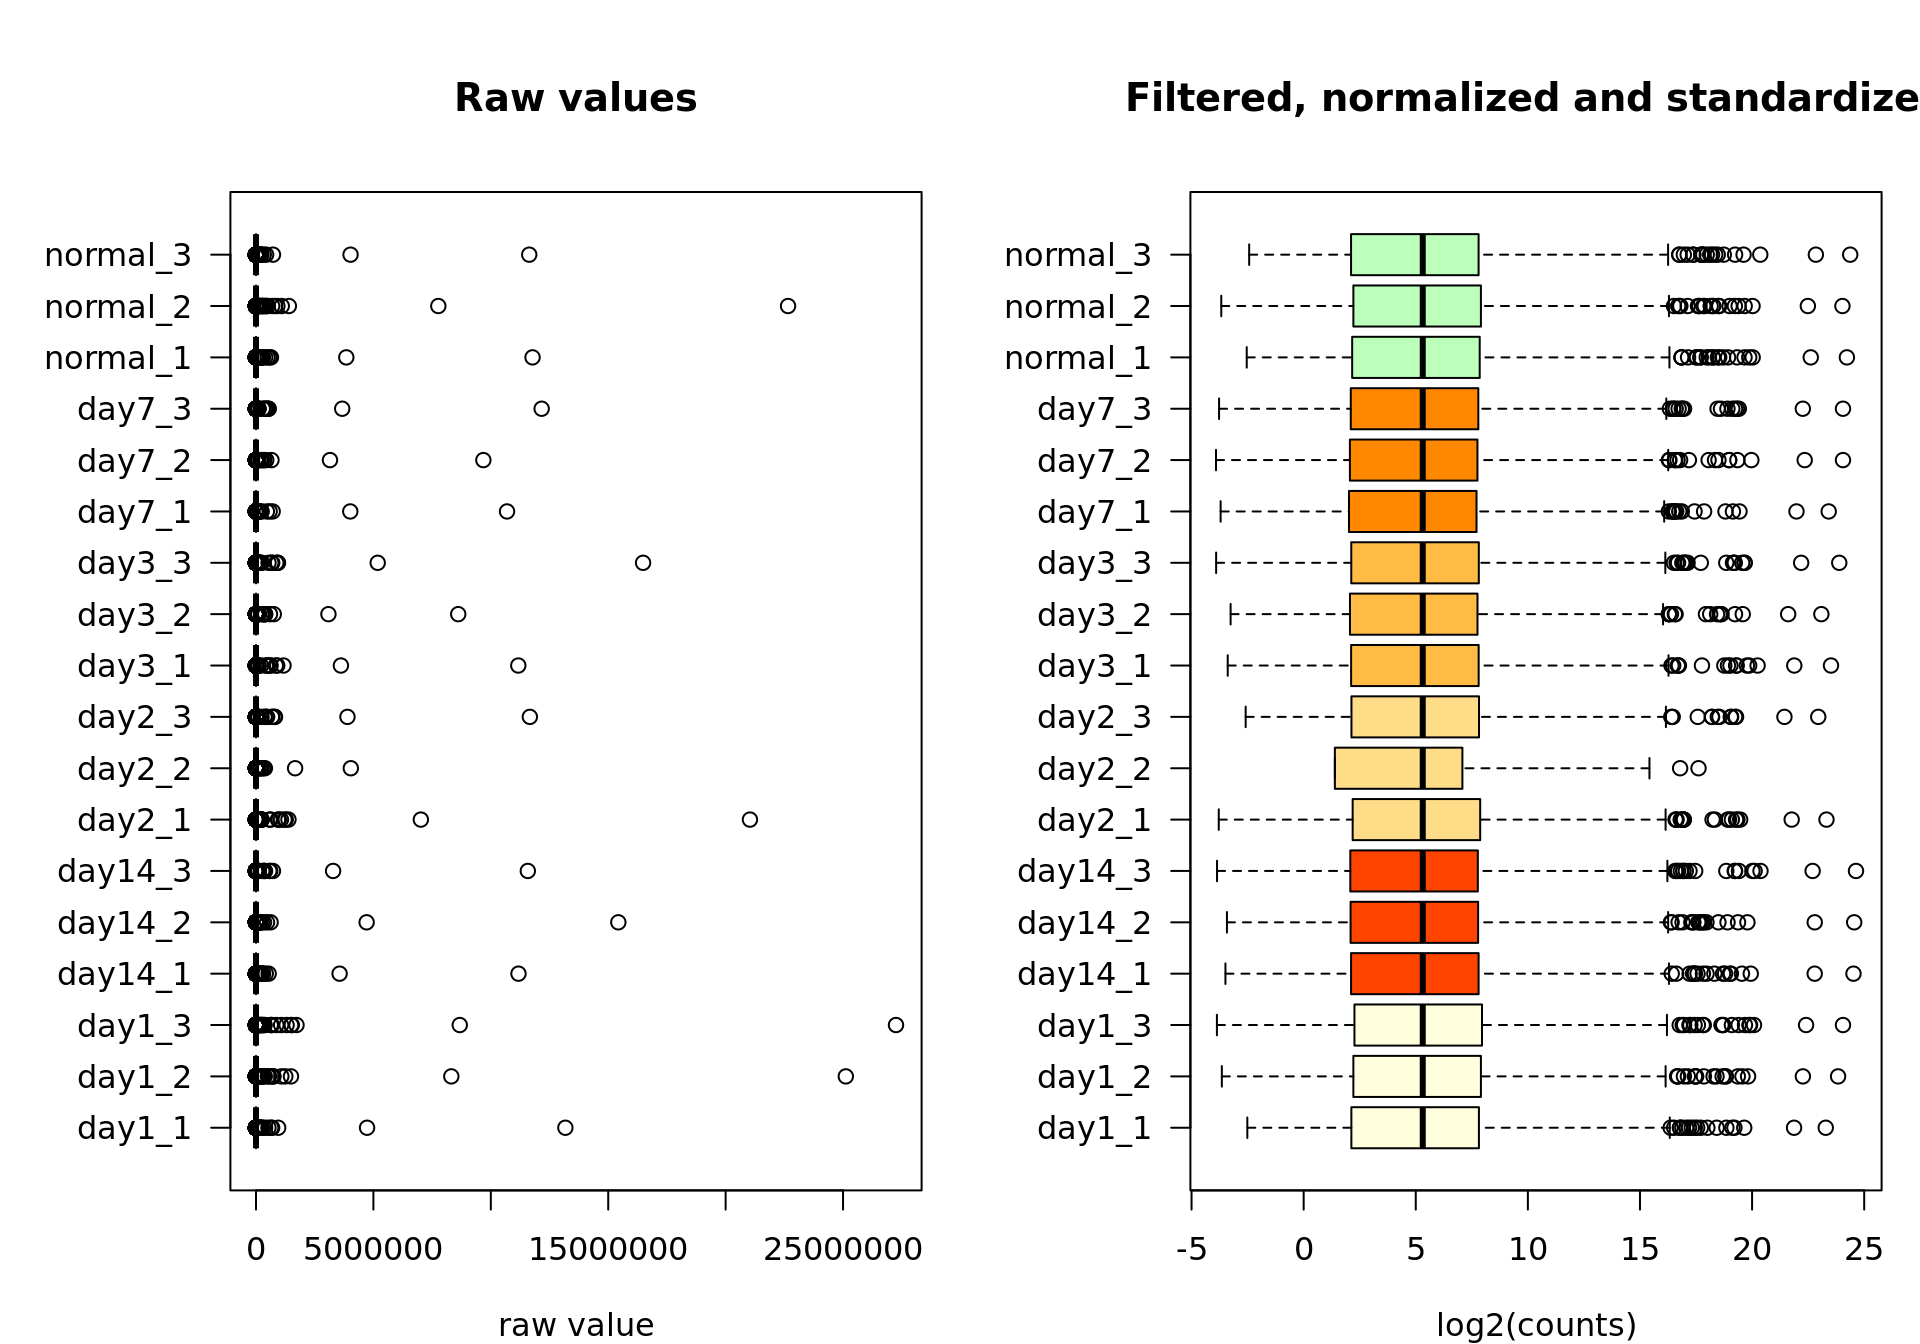 Raw values
normal_3
normal_2
normal_1
day7_3
day7_2
day7_1
day3_3
day3_2
day3_1
day2_3
day2_2
day2_1
day14_3
day14_2
day14_1
day1_3
day1_2
day1_1
0 5000000 15000000 25000000
raw value
Filtered, normalized and standardize
normal_3
normal_2
normal_1
day7_3
day7_2
day7_1
day3_3
day3_2
day3_1
day2_3
day2_2
day2_1
day14_3
day14_2
day14_1
day1_3
day1_2
day1_1
-5 0 5 10 15 20 25
log2(counts)